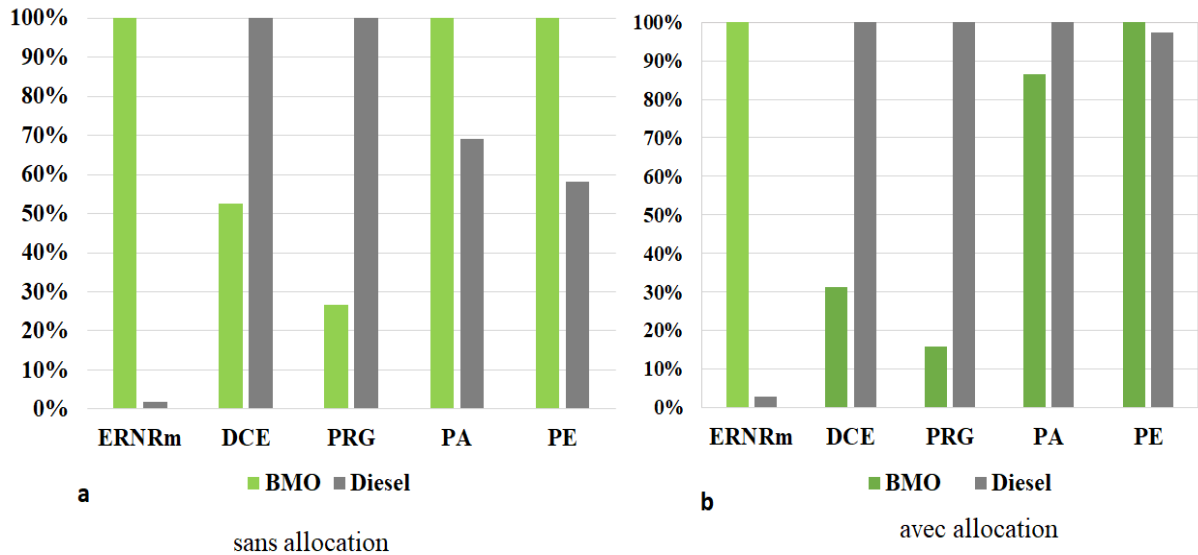 100%
90%
80%
70%
60%
50%
40%
30%
20%
10%
0%
ERNRm DCE PRG PA PE
BMO Diesel
a
sans allocation
100%
90%
80%
70%
60%
50%
40%
30%
20%
10%
0%
ERNRm DCE PRG PA PE
BMO Diesel
b
avec allocation